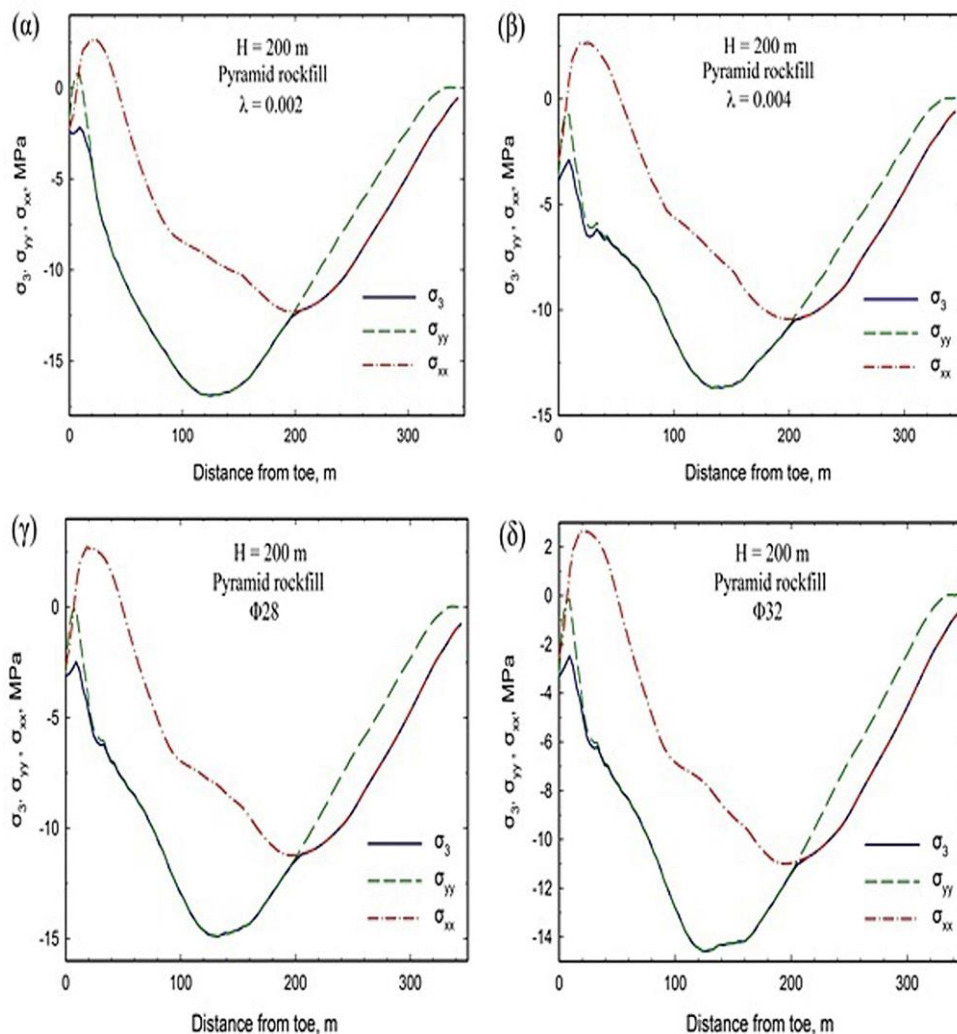 (α)
H = 200 m
Pyramid rockfill
λ = 0.002
σ3, σyy , σxx, MPa
0
-5
-10
-15
σ3
σyy
σxx
0 100 200 300
Distance from toe, m
(β)
H = 200 m
Pyramid rockfill
λ = 0.004
σ3, σyy , σxx, MPa
0
-5
-10
-15
σ3
σyy
σxx
0 100 200 300
Distance from toe, m
(γ)
H = 200 m
Pyramid rockfill
Φ28
σ3, σyy , σxx, MPa
0
-5
-10
-15
σ3
σyy
σxx
0 100 200 300
Distance from toe, m
(δ)
H = 200 m
Pyramid rockfill
Φ32
σ3, σyy , σxx, MPa
2
0
-2
-4
-6
-8
-10
-12
-14
σ3
σyy
σxx
0 100 200 300
Distance from toe, m